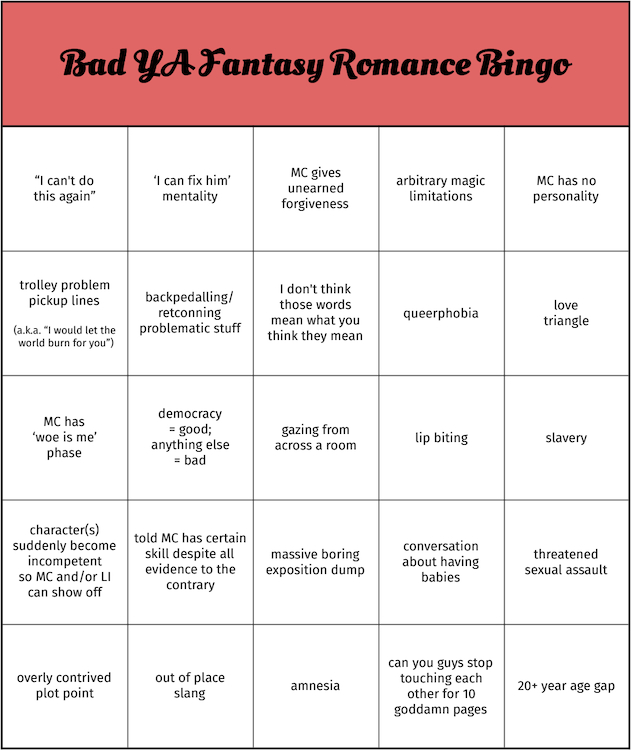 Bad YA Fantasy Romance Bingo
“I can't do
this again”
‘I can fix him’
mentality
MC gives
unearned
forgiveness
arbitrary magic
limitations
MC has no
personality
trolley problem
pickup lines
(a.k.a. “I would let the
world burn for you”)
backpedalling/
retconning
problematic stuff
I don't think
those words
mean what you
think they mean
queerphobia
love
triangle
MC has
‘woe is me’
phase
democracy
= good;
anything else
= bad
gazing from
across a room
lip biting
slavery
character(s)
suddenly become
incompetent
so MC and/or LI
can show off
told MC has certain
skill despite all
evidence to the
contrary
massive boring
exposition dump
conversation
about having
babies
threatened
sexual assault
overly contrived
plot point
out of place
slang
amnesia
can you guys stop
touching each
other for 10
goddamn pages
20+ year age gap